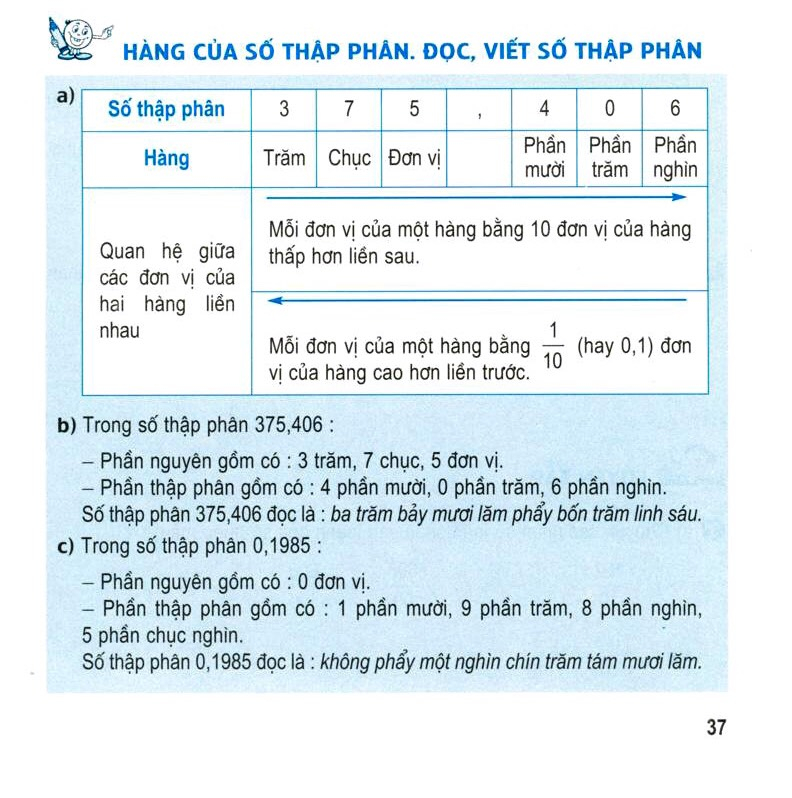 HÀNG CỦA SỐ THẬP PHÂN. ĐỌC, VIẾT SỐ THẬP PHÂN
a)
Số thập phân 3 7 5 , 4 0 6
Hàng Trăm Chục Đơn vị Phần mười Phần trăm Phần nghìn
Quan hệ giữa
các đơn vị của
hai hàng liền
nhau
Mỗi đơn vị của một hàng bằng 10 đơn vị của hàng
thấp hơn liền sau.
Mỗi đơn vị của một hàng bằng 1/10 (hay 0,1) đơn
vị của hàng cao hơn liền trước.
b) Trong số thập phân 375,406 :
– Phần nguyên gồm có : 3 trăm, 7 chục, 5 đơn vị.
– Phần thập phân gồm có : 4 phần mười, 0 phần trăm, 6 phần nghìn.
Số thập phân 375,406 đọc là : ba trăm bảy mươi lăm phẩy bốn trăm linh sáu.
c) Trong số thập phân 0,1985 :
– Phần nguyên gồm có : 0 đơn vị.
– Phần thập phân gồm có : 1 phần mười, 9 phần trăm, 8 phần nghìn,
5 phần chục nghìn.
Số thập phân 0,1985 đọc là : không phẩy một nghìn chín trăm tám mươi lăm.
37